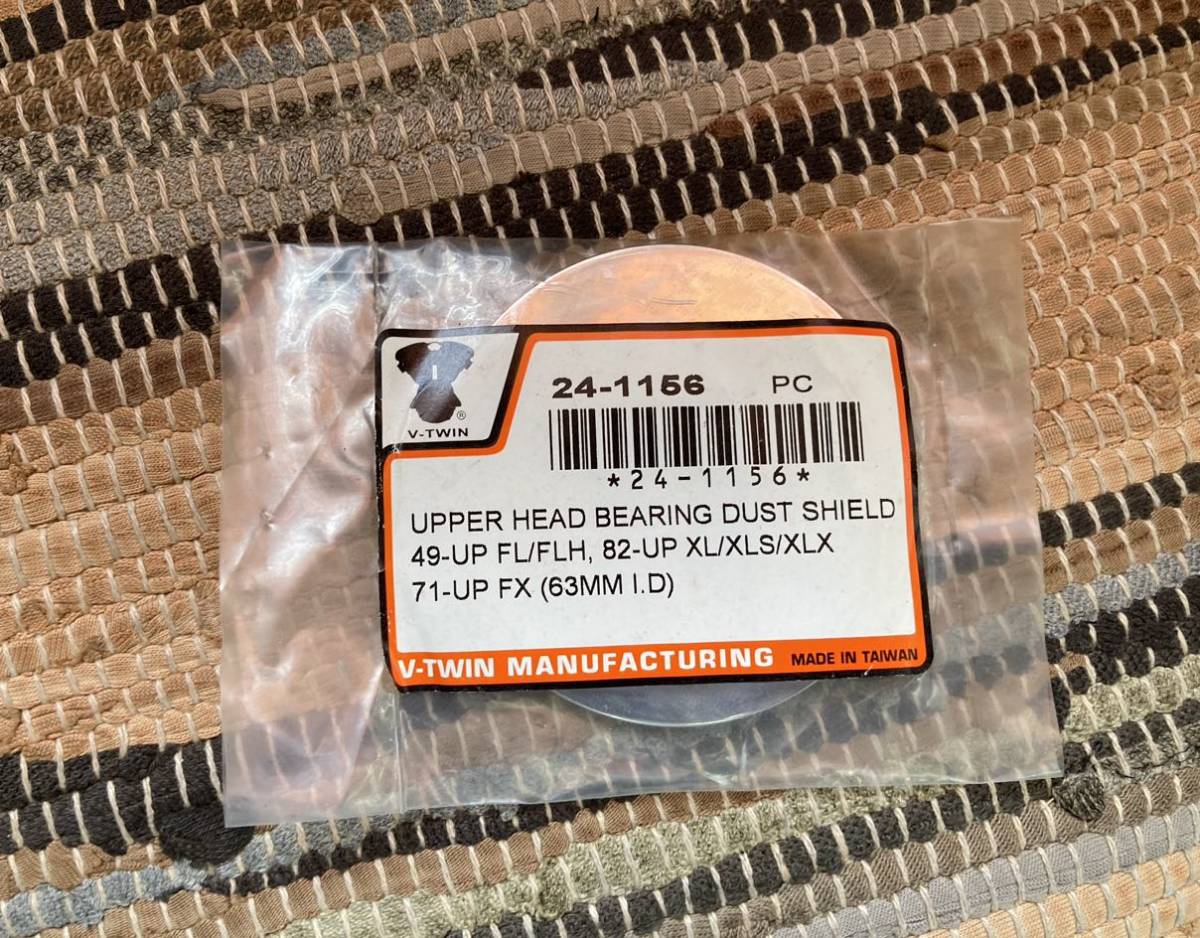 24-1156 PC
®
V-TWIN
*24-1156*
UPPER HEAD BEARING DUST SHIELD
49-UP FL/FLH, 82-UP XL/XLS/XLX
71-UP FX (63MM I.D)
V-TWIN MANUFACTURING MADE IN TAIWAN